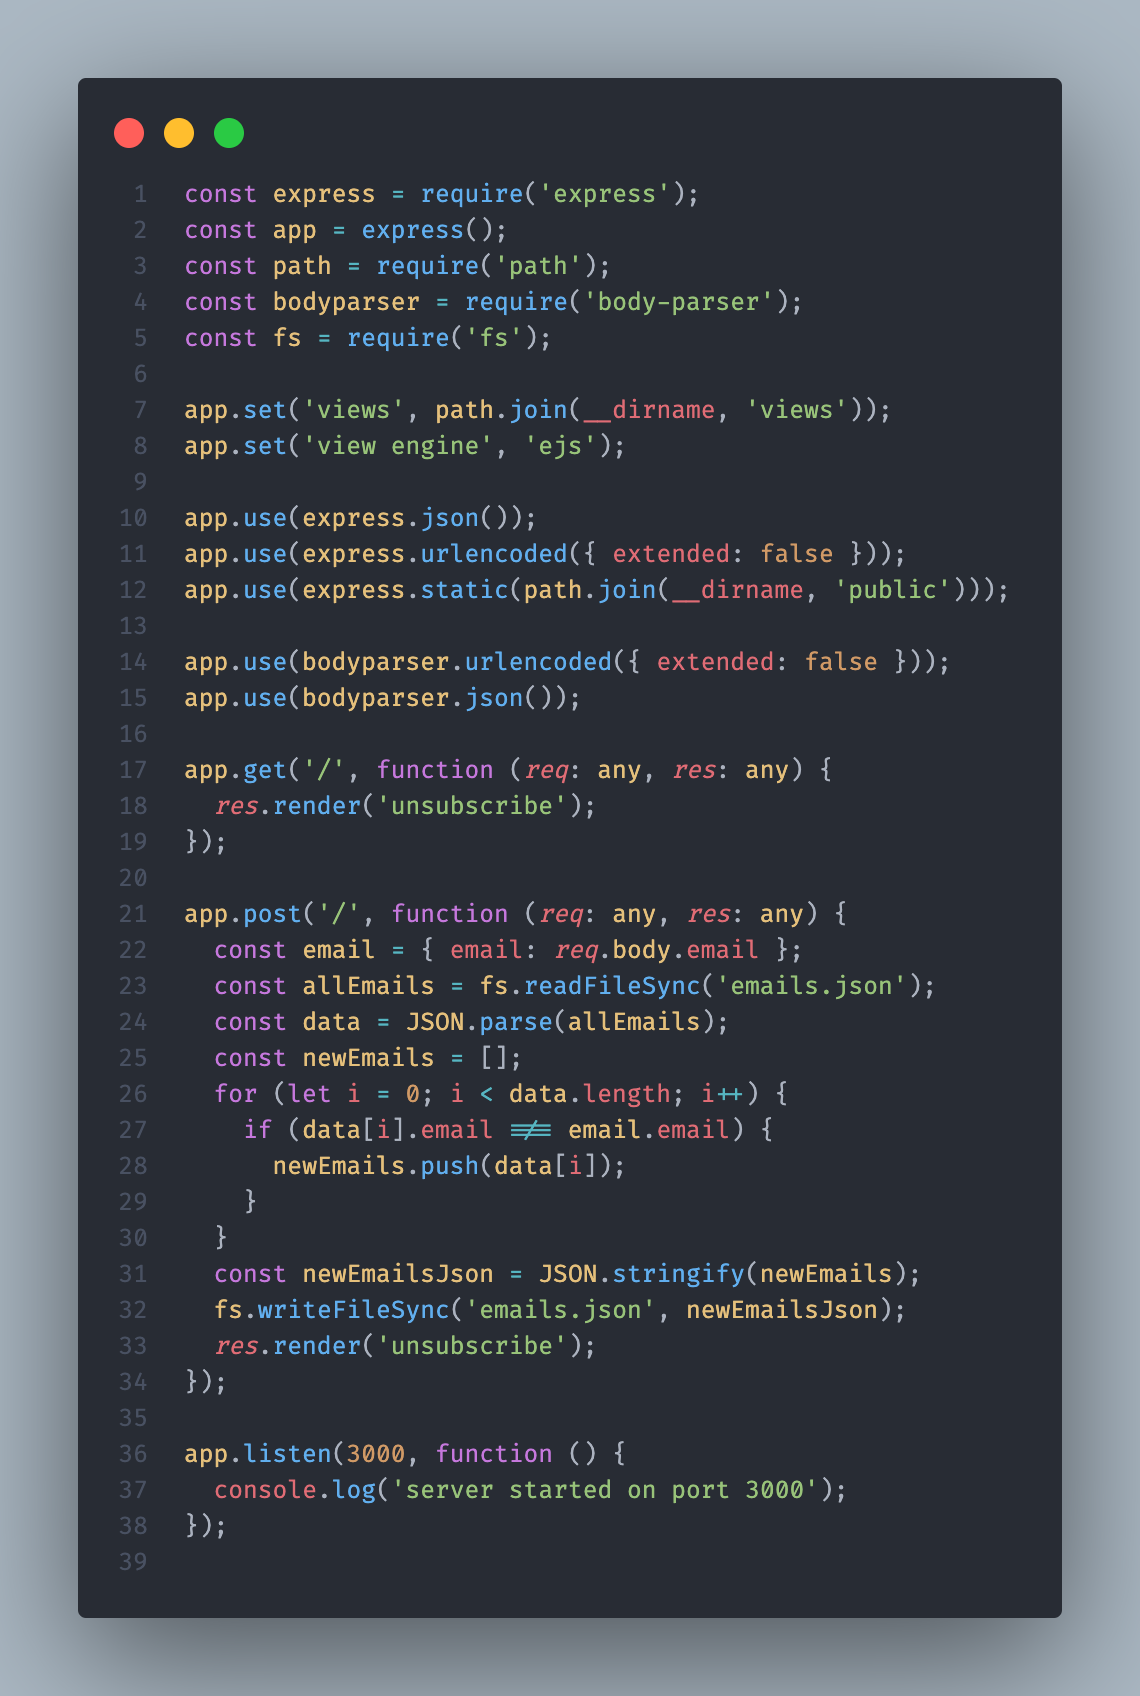 1 const express = require('express');
2 const app = express();
3 const path = require('path');
4 const bodyparser = require('body-parser');
5 const fs = require('fs');
6
7 app.set('views', path.join(__dirname, 'views'));
8 app.set('view engine', 'ejs');
9
10 app.use(express.json());
11 app.use(express.urlencoded({ extended: false }));
12 app.use(express.static(path.join(__dirname, 'public')));
13
14 app.use(bodyparser.urlencoded({ extended: false }));
15 app.use(bodyparser.json());
16
17 app.get('/', function (req: any, res: any) {
18   res.render('unsubscribe');
19 });
20
21 app.post('/', function (req: any, res: any) {
22   const email = { email: req.body.email };
23   const allEmails = fs.readFileSync('emails.json');
24   const data = JSON.parse(allEmails);
25   const newEmails = [];
26   for (let i = 0; i < data.length; i++) {
27     if (data[i].email !== email.email) {
28       newEmails.push(data[i]);
29     }
30   }
31   const newEmailsJson = JSON.stringify(newEmails);
32   fs.writeFileSync('emails.json', newEmailsJson);
33   res.render('unsubscribe');
34 });
35
36 app.listen(3000, function () {
37   console.log('server started on port 3000');
38 });
39